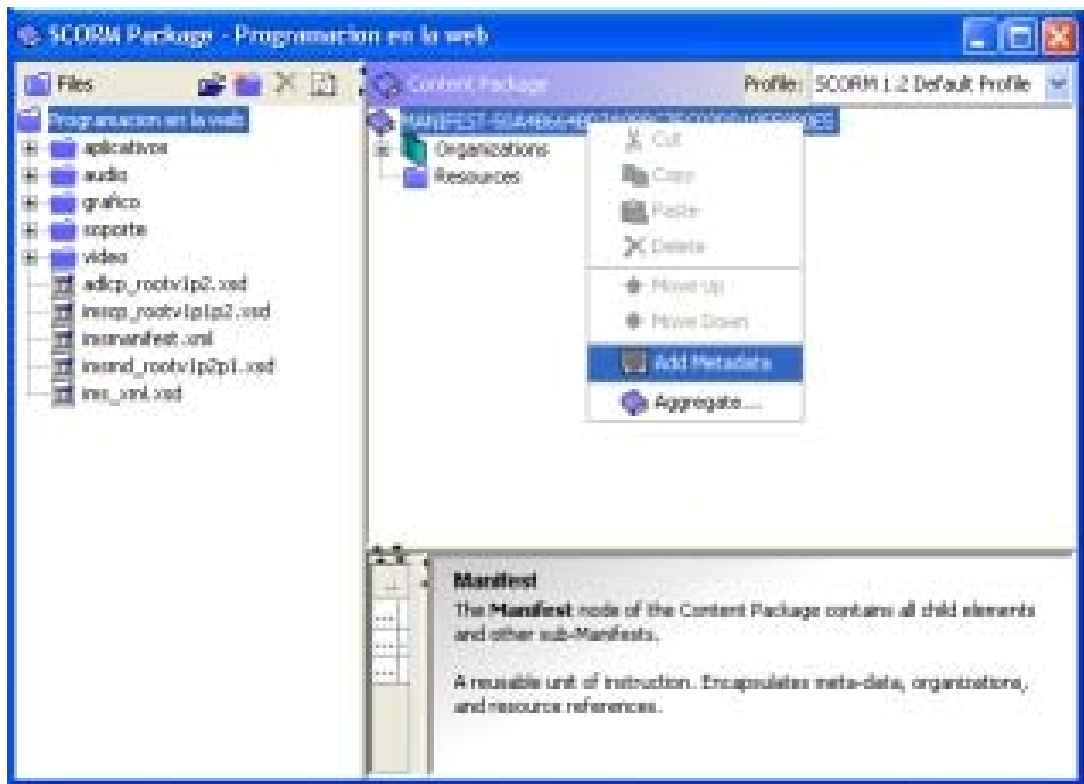 SCORM Package - Programacion en la web
Files
Programacion en la web
aplicativos
audio
grafico
soporte
video
adlcp_rootv1p2.xsd
imscp_rootv1p1p2.xsd
imsmanifest.xml
imsmd_rootv1p2p1.xsd
ims_xml.xsd
Content Package
Profile: SCORM 1.2 Default Profile
Organizations
Resources
Cut
Copy
Paste
Delete
Move Up
Move Down
Add Metadata
Aggregate...
Manifest
The Manifest node of the Content Package contains all child elements
and other sub-Manifests.
A reusable unit of instruction. Encapsulates meta-data, organizations,
and resource references.